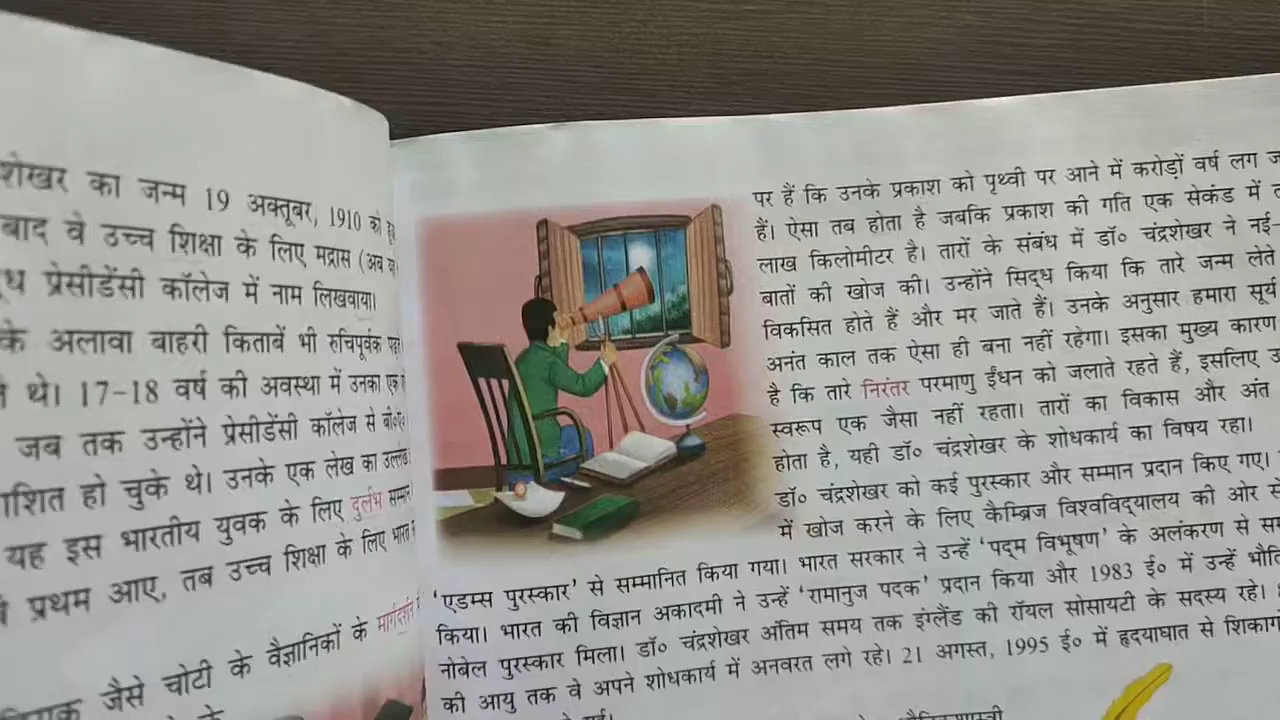 शेखर का जन्म 19 अक्तूबर, 1910 को
बाद वे उच्च शिक्षा के लिए मद्रास (अब
प्रेसीडेंसी कॉलेज में नाम लिखवाया।
के अलावा बाहरी किताबें भी रुचिपूर्वक
थे। 17-18 वर्ष की अवस्था में उनका एक
जब तक उन्होंने प्रेसीडेंसी कॉलेज से बी०ए०
हो चुके थे। उनके एक लेख का उल्लेख
यह इस भारतीय युवक के लिए दुर्लभ सम्मान
प्रथम आए, तब उच्च शिक्षा के लिए भारत
जैसे चोटी के वैज्ञानिकों के मार्गदर्शन
पर हैं कि उनके प्रकाश को पृथ्वी पर आने में करोड़ों वर्ष लग
हैं। ऐसा तब होता है जबकि प्रकाश की गति एक सेकंड में
लाख किलोमीटर है। तारों के संबंध में डॉ० चंद्रशेखर ने नई-
बातों की खोज की। उन्होंने सिद्ध किया कि तारे जन्म लेते
विकसित होते हैं और मर जाते हैं। उनके अनुसार हमारा सूर्य
अनंत काल तक ऐसा ही बना नहीं रहेगा। इसका मुख्य कारण
है कि तारे निरंतर परमाणु ईंधन को जलाते रहते हैं, इसलिए
स्वरूप एक जैसा नहीं रहता। तारों का विकास और अंत
होता है, यही डॉ० चंद्रशेखर के शोधकार्य का विषय रहा।
डॉ० चंद्रशेखर को कई पुरस्कार और सम्मान प्रदान किए गए।
में खोज करने के लिए कैम्ब्रिज विश्वविद्यालय की ओर से
'एडम्स पुरस्कार' से सम्मानित किया गया। भारत सरकार ने उन्हें 'पद्म विभूषण' के अलंकरण से
किया। भारत की विज्ञान अकादमी ने उन्हें 'रामानुज पदक' प्रदान किया और 1983 ई० में उन्हें
नोबेल पुरस्कार मिला। डॉ० चंद्रशेखर अंतिम समय तक इंग्लैंड की रॉयल सोसायटी के सदस्य रहे।
की आयु तक वे अपने शोधकार्य में अनवरत लगे रहे। 21 अगस्त, 1995 ई० में हृदयाघात से